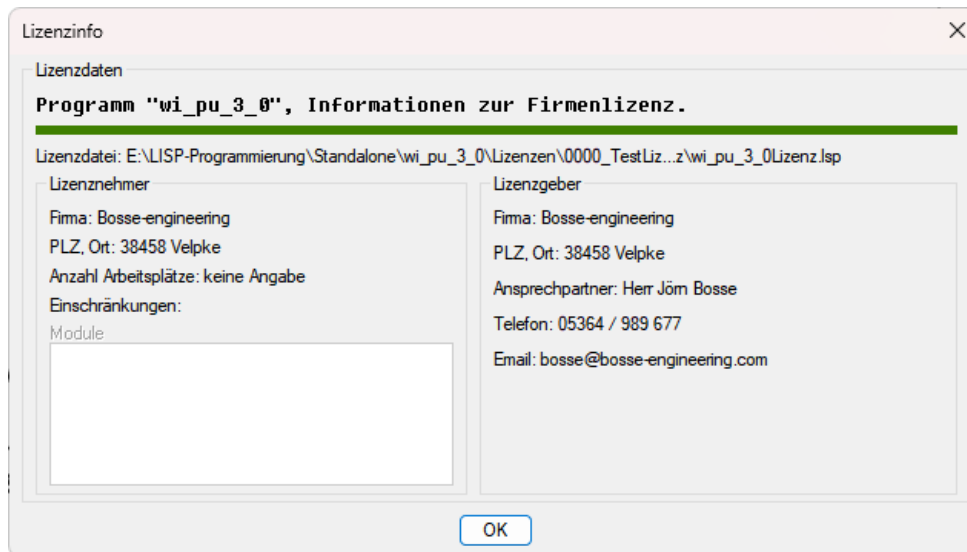 Lizenzinfo
Lizenzdaten
Programm "wi_pu_3_0", Informationen zur Firmenlizenz.
Lizenzdatei: E:\LISP-Programmierung\Standalone\wi_pu_3_0\Lizenzen\0000_TestLiz...z\wi_pu_3_0Lizenz.lsp
Lizenznehmer
Firma: Bosse-engineering
PLZ, Ort: 38458 Velpke
Anzahl Arbeitsplätze: keine Angabe
Einschränkungen:
Module
Lizenzgeber
Firma: Bosse-engineering
PLZ, Ort: 38458 Velpke
Ansprechpartner: Herr Jörn Bosse
Telefon: 05364 / 989 677
Email: bosse@bosse-engineering.com
OK